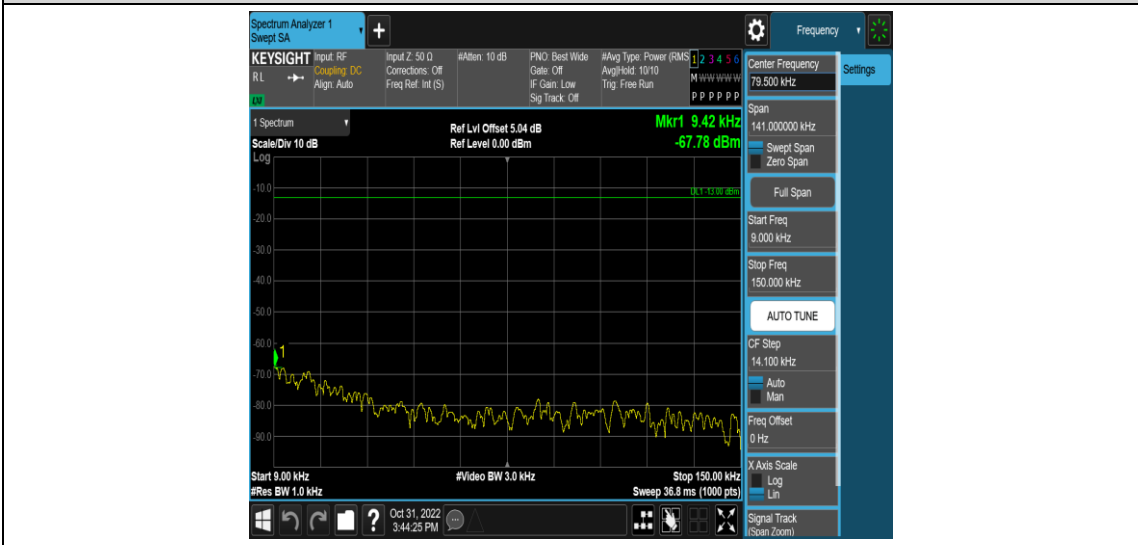 Spectrum Analyzer 1
Swept SA
+
Frequency
KEYSIGHT
RL
LXI
Input: RF
Coupling: DC
Align: Auto
Input Z: 50 Ω
Corrections: Off
Freq Ref: Int (S)
#Atten: 10 dB
PNO: Best Wide
Gate: Off
IF Gain: Low
Sig Track: Off
#Avg Type: Power (RMS
Avg|Hold: 10/10
Trig: Free Run
1 2 3 4 5 6
M W W W W W
P P P P P P
Center Frequency
79.500 kHz
Settings
Span
141.000000 kHz
Swept Span
Zero Span
Full Span
Start Freq
9.000 kHz
Stop Freq
150.000 kHz
AUTO TUNE
CF Step
14.100 kHz
Auto
Man
Freq Offset
0 Hz
X Axis Scale
Log
Lin
Signal Track
(Span Zoom)
1 Spectrum
Scale/Div 10 dB
Ref Lvl Offset 5.04 dB
Ref Level 0.00 dBm
Mkr1 9.42 kHz
-67.78 dBm
Log
DL1 -13.00 dBm
-10.0
-20.0
-30.0
-40.0
-50.0
-60.0
1
-70.0
-80.0
-90.0
Start 9.00 kHz
#Video BW 3.0 kHz
Stop 150.00 kHz
#Res BW 1.0 kHz
Sweep 36.8 ms (1000 pts)
?
Oct 31, 2022
3:44:25 PM